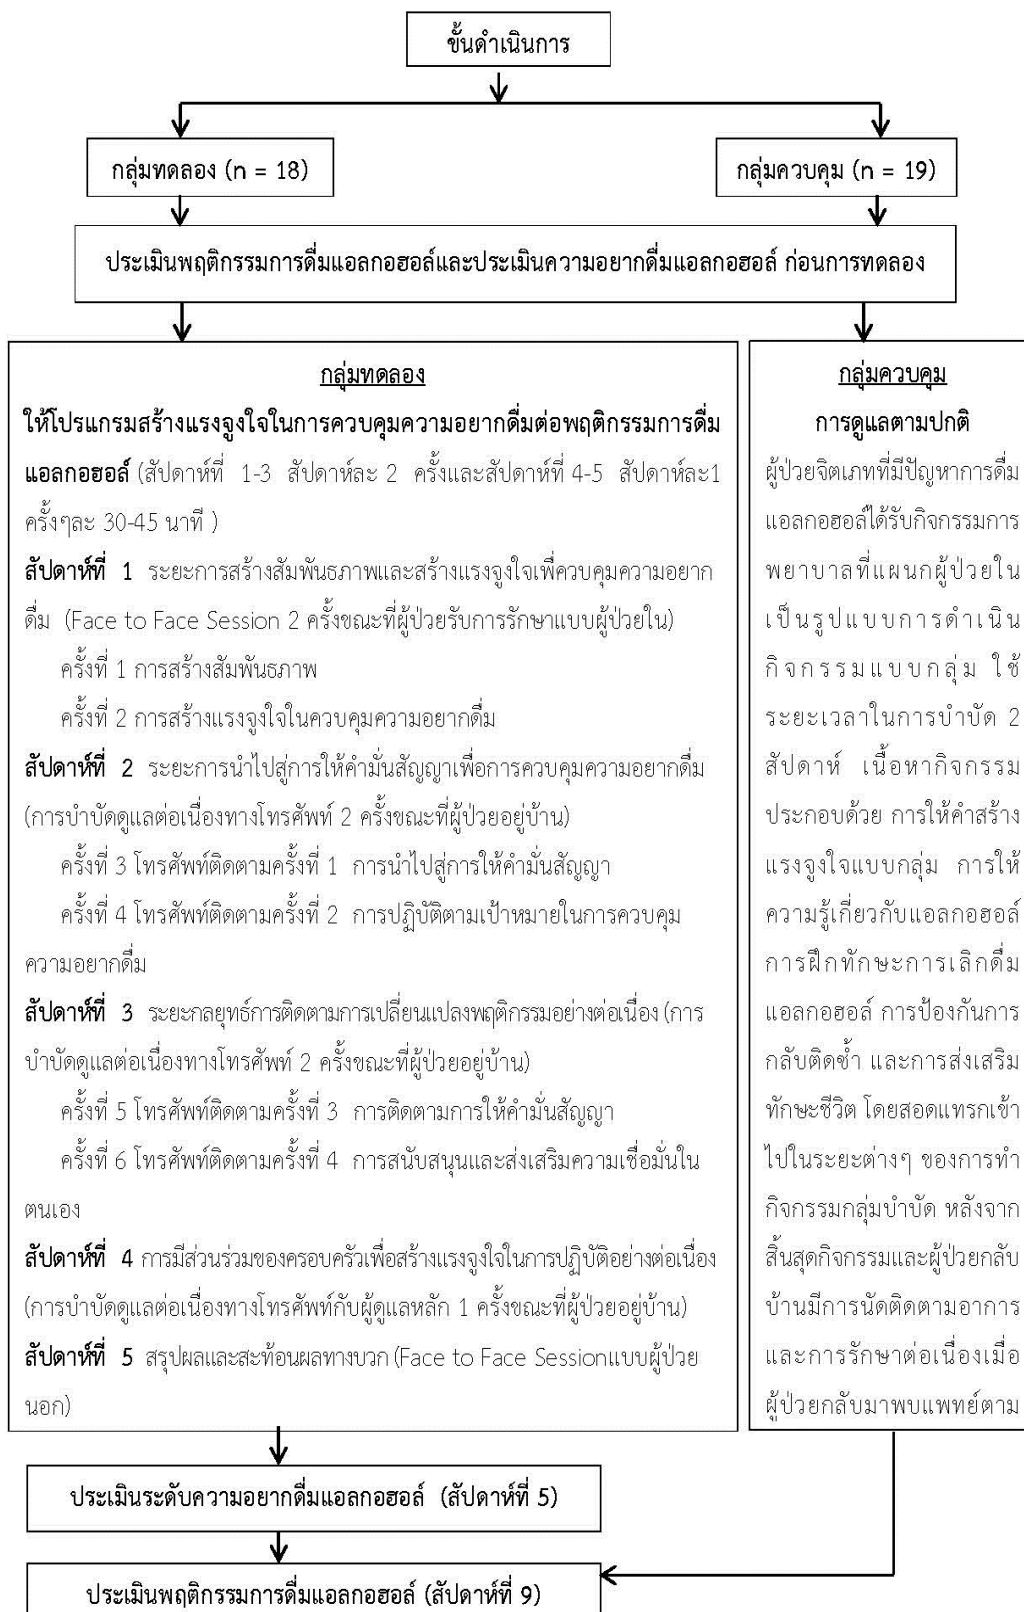 ขั้นดำเนินการ
กลุ่มทดลอง (n = 18)
กลุ่มควบคุม (n = 19)
ประเมินพฤติกรรมการดื่มแอลกอฮอล์และประเมินความอยากดื่มแอลกอฮอล์ ก่อนการทดลอง
กลุ่มทดลอง
ให้โปรแกรมสร้างแรงจูงใจในการควบคุมความอยากดื่มต่อพฤติกรรมการดื่ม
แอลกอฮอล์ (สัปดาห์ที่ 1-3 สัปดาห์ละ 2 ครั้งและสัปดาห์ที่ 4-5 สัปดาห์ละ1
ครั้งๆละ 30-45 นาที )
สัปดาห์ที่ 1 ระยะการสร้างสัมพันธภาพและสร้างแรงจูงใจเพื่อควบคุมความอยาก
ดื่ม (Face to Face Session 2 ครั้งขณะที่ผู้ป่วยรับการรักษาแบบผู้ป่วยใน)
ครั้งที่ 1 การสร้างสัมพันธภาพ
ครั้งที่ 2 การสร้างแรงจูงใจในควบคุมความอยากดื่ม
สัปดาห์ที่ 2 ระยะการนำไปสู่การให้คำมั่นสัญญาเพื่อการควบคุมความอยากดื่ม
(การบำบัดดูแลต่อเนื่องทางโทรศัพท์ 2 ครั้งขณะที่ผู้ป่วยอยู่บ้าน)
ครั้งที่ 3 โทรศัพท์ติดตามครั้งที่ 1 การนำไปสู่การให้คำมั่นสัญญา
ครั้งที่ 4 โทรศัพท์ติดตามครั้งที่ 2 การปฏิบัติตามเป้าหมายในการควบคุม
ความอยากดื่ม
สัปดาห์ที่ 3 ระยะกลยุทธ์การติดตามการเปลี่ยนแปลงพฤติกรรมอย่างต่อเนื่อง (การ
บำบัดดูแลต่อเนื่องทางโทรศัพท์ 2 ครั้งขณะที่ผู้ป่วยอยู่บ้าน)
ครั้งที่ 5 โทรศัพท์ติดตามครั้งที่ 3 การติดตามการให้คำมั่นสัญญา
ครั้งที่ 6 โทรศัพท์ติดตามครั้งที่ 4 การสนับสนุนและส่งเสริมความเชื่อมั่นใน
ตนเอง
สัปดาห์ที่ 4 การมีส่วนร่วมของครอบครัวเพื่อสร้างแรงจูงใจในการปฏิบัติอย่างต่อเนื่อง
(การบำบัดดูแลต่อเนื่องทางโทรศัพท์กับผู้ดูแลหลัก 1 ครั้งขณะที่ผู้ป่วยอยู่บ้าน)
สัปดาห์ที่ 5 สรุปผลและสะท้อนผลทางบวก (Face to Face Sessionแบบผู้ป่วย
นอก)
กลุ่มควบคุม
การดูแลตามปกติ
ผู้ป่วยจิตเภทที่มีปัญหาการดื่ม
แอลกอฮอล์ได้รับกิจกรรมการ
พยาบาลที่แผนกผู้ป่วยใน
เป็นรูปแบบการดำเนิน
กิจกรรมแบบกลุ่ม ใช้
ระยะเวลาในการบำบัด 2
สัปดาห์ เนื้อหากิจกรรม
ประกอบด้วย การให้คำสร้าง
แรงจูงใจแบบกลุ่ม การให้
ความรู้เกี่ยวกับแอลกอฮอล์
การฝึกทักษะการเลิกดื่ม
แอลกอฮอล์ การป้องกันการ
กลับติดซ้ำ และการส่งเสริม
ทักษะชีวิต โดยสอดแทรกเข้า
ไปในระยะต่างๆ ของการทำ
กิจกรรมกลุ่มบำบัด หลังจาก
สิ้นสุดกิจกรรมและผู้ป่วยกลับ
บ้านมีการนัดติดตามอาการ
และการรักษาต่อเนื่องเมื่อ
ผู้ป่วยกลับมาพบแพทย์ตาม
ประเมินระดับความอยากดื่มแอลกอฮอล์ (สัปดาห์ที่ 5)
ประเมินพฤติกรรมการดื่มแอลกอฮอล์ (สัปดาห์ที่ 9)